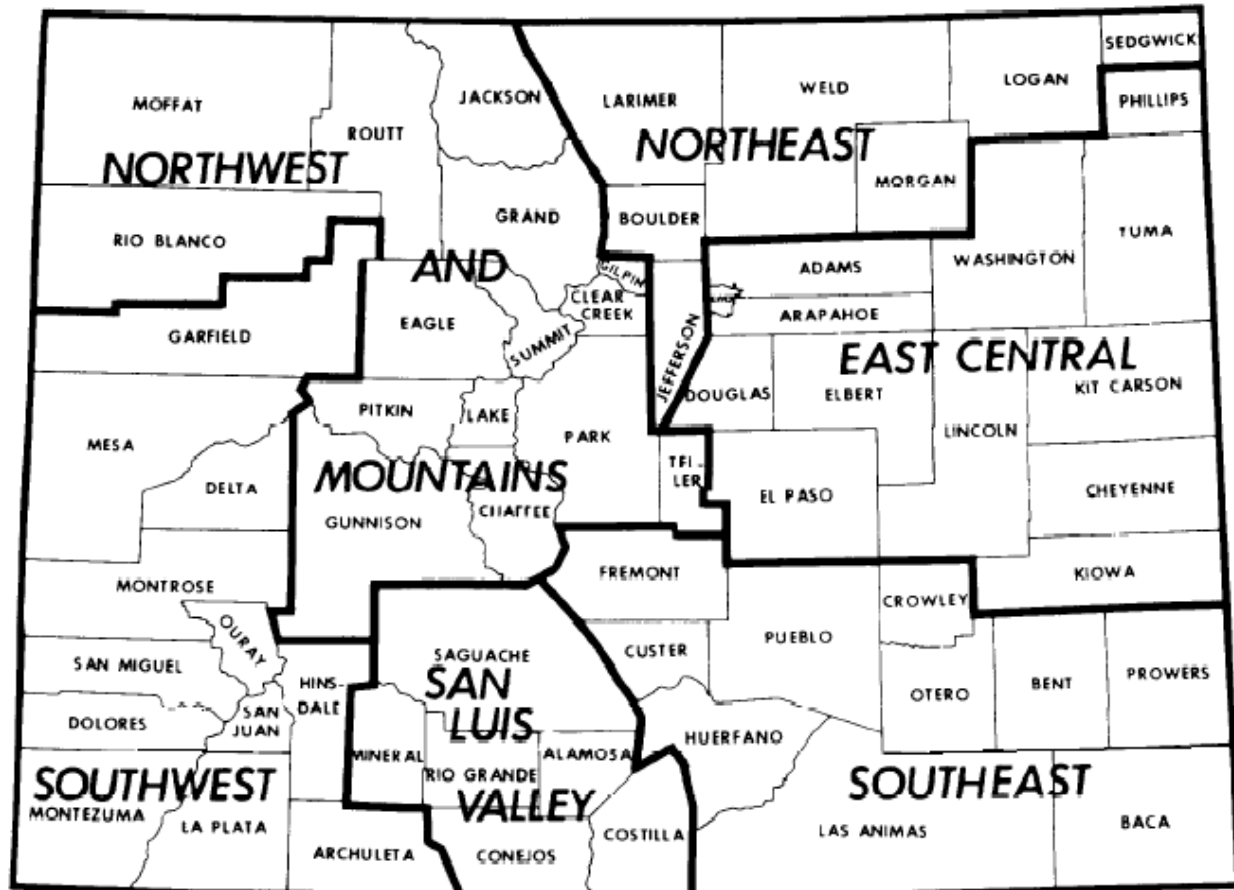 SEDGWICK
LOGAN
WELD
JACKSON
LARIMER
MOFFAT
PHILLIPS
ROUTT
NORTHEAST
NORTHWEST
MORGAN
GRAND
BOULDER
TUMA
RIO BLANCO
WASHINGTON
AND
GILPIN
ADAMS
CLEAR
CREEK
ARAPAHOE
EAGLE
GARFIELD
SUMMIT
JEFFERSON
EAST CENTRAL
KIT CARSON
DOUGLAS
ELBERT
PITKIN
LAKE
LINCOLN
PARK
MESA
TEL-
LER
MOUNTAINS
DELTA
EL PASO
CHEYENNE
CHAFFEE
GUNNISON
FREMONT
KIOWA
MONTROSE
CROWLEY
OURAY
PUEBLO
CUSTER
SAGUACHE
SAN MIGUEL
PROWERS
BENT
OTERO
HINS-
DALE
SAN
LUIS
VALLEY
SAN
JUAN
DOLORES
HUERFANO
MINERAL
ALAMOSA
RIO GRANDE
SOUTHWEST
SOUTHEAST
MONTEZUMA
LA PLATA
COSTILLA
LAS ANIMAS
BACA
ARCHULETA
CONEJOS